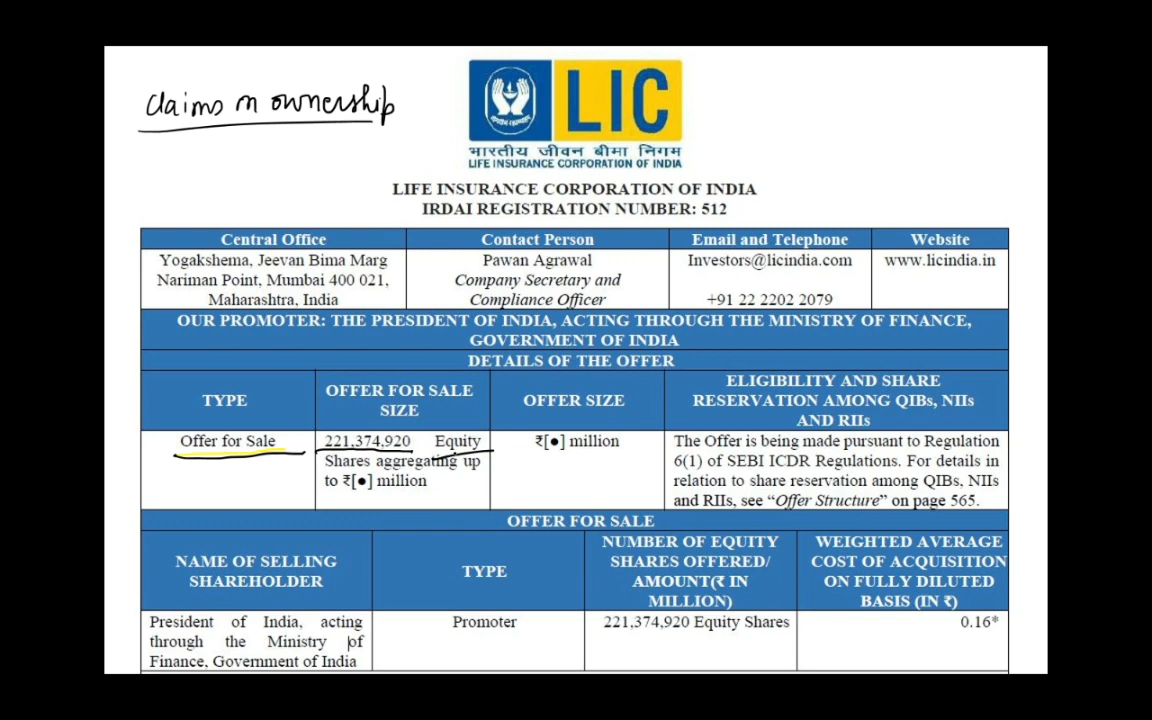 claims on ownership
LIC
भारतीय जीवन बीमा निगम
LIFE INSURANCE CORPORATION OF INDIA
LIFE INSURANCE CORPORATION OF INDIA
IRDAI REGISTRATION NUMBER: 512
Central Office
Contact Person
Email and Telephone
Website
Yogakshema, Jeevan Bima Marg
Nariman Point, Mumbai 400 021,
Maharashtra, India
Pawan Agrawal
Company Secretary and
Compliance Officer
Investors@licindia.com
+91 22 2202 2079
www.licindia.in
OUR PROMOTER: THE PRESIDENT OF INDIA, ACTING THROUGH THE MINISTRY OF FINANCE,
GOVERNMENT OF INDIA
DETAILS OF THE OFFER
TYPE
OFFER FOR SALE
SIZE
OFFER SIZE
ELIGIBILITY AND SHARE
RESERVATION AMONG QIBs, NIIs
AND RIIs
Offer for Sale
221,374,920 Equity
Shares aggregating up
to ₹[●] million
₹[●] million
The Offer is being made pursuant to Regulation
6(1) of SEBI ICDR Regulations. For details in
relation to share reservation among QIBs, NIIs
and RIIs, see “Offer Structure” on page 565.
OFFER FOR SALE
NAME OF SELLING
SHAREHOLDER
TYPE
NUMBER OF EQUITY
SHARES OFFERED/
AMOUNT(₹ IN
MILLION)
WEIGHTED AVERAGE
COST OF ACQUISITION
ON FULLY DILUTED
BASIS (IN ₹)
President of India, acting
through the Ministry of
Finance, Government of India
Promoter
221,374,920 Equity Shares
0.16*